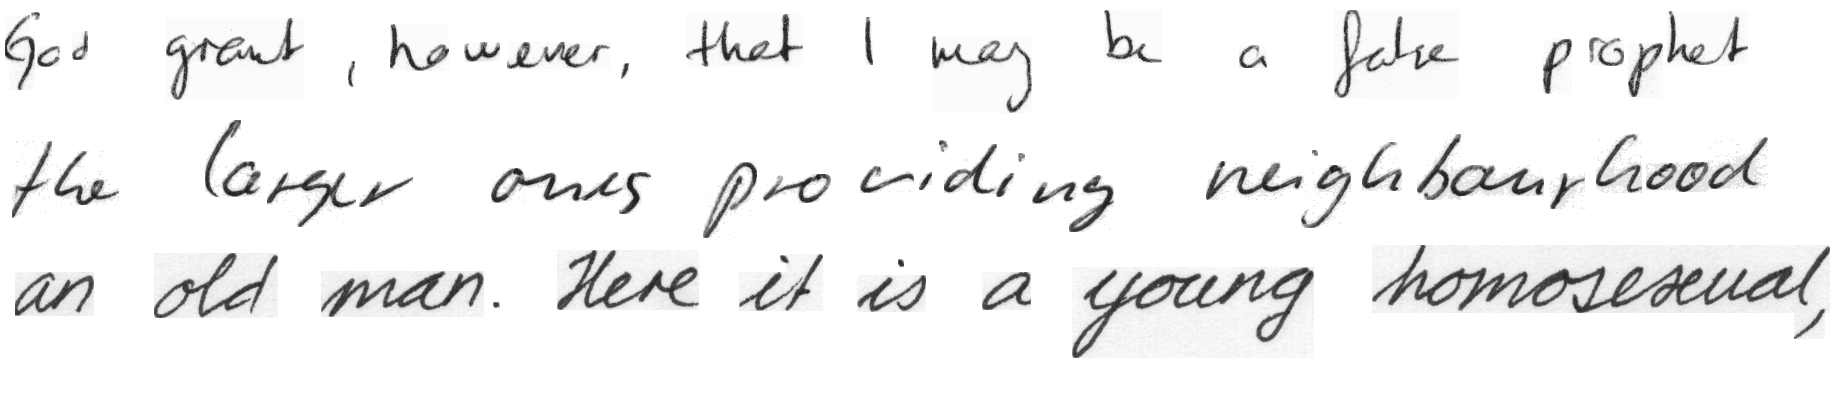 God grant, however, that I may be a false prophet
the larger ones providing neighbourhood
an old man. Here it is a young homosexual,